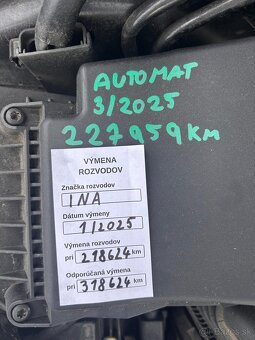 AUTOMAT
3/2025
227959KM
VÝMENA
ROZVODOV
Značka rozvodov
INA
Dátum výmeny
1/2025
Výmena rozvodov
pri 218624 km
Odporúčaná výmena
pri 318624 km